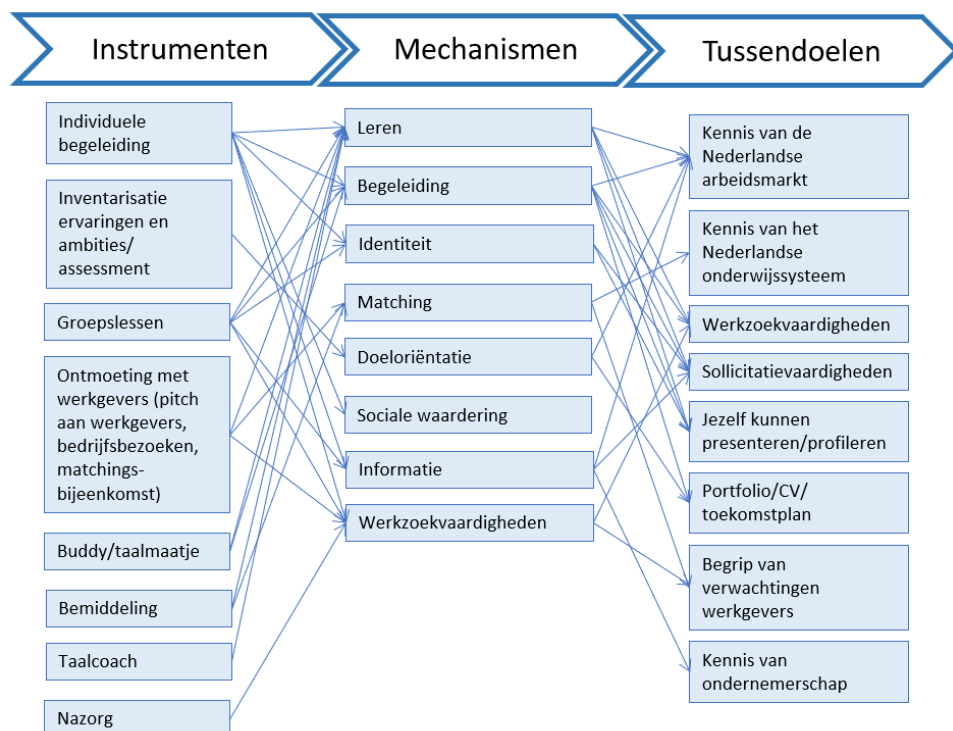 Instrumenten
Mechanismen
Tussendoelen
Individuele
begeleiding
Inventarisatie
ervaringen en
ambities/
assessment
Groepslessen
Ontmoeting met
werkgevers (pitch
aan werkgevers,
bedrijfsbezoeken,
matchings-
bijeenkomst)
Buddy/taalmaatje
Bemiddeling
Taalcoach
Nazorg
Leren
Begeleiding
Identiteit
Matching
Doeloriëntatie
Sociale waardering
Informatie
Werkzoekvaardigheden
Kennis van de
Nederlandse
arbeidsmarkt
Kennis van het
Nederlandse
onderwijssysteem
Werkzoekvaardigheden
Sollicitatievaardigheden
Jezelf kunnen
presenteren/profileren
Portfolio/CV/
toekomstplan
Begrip van
verwachtingen
werkgevers
Kennis van
ondernemerschap